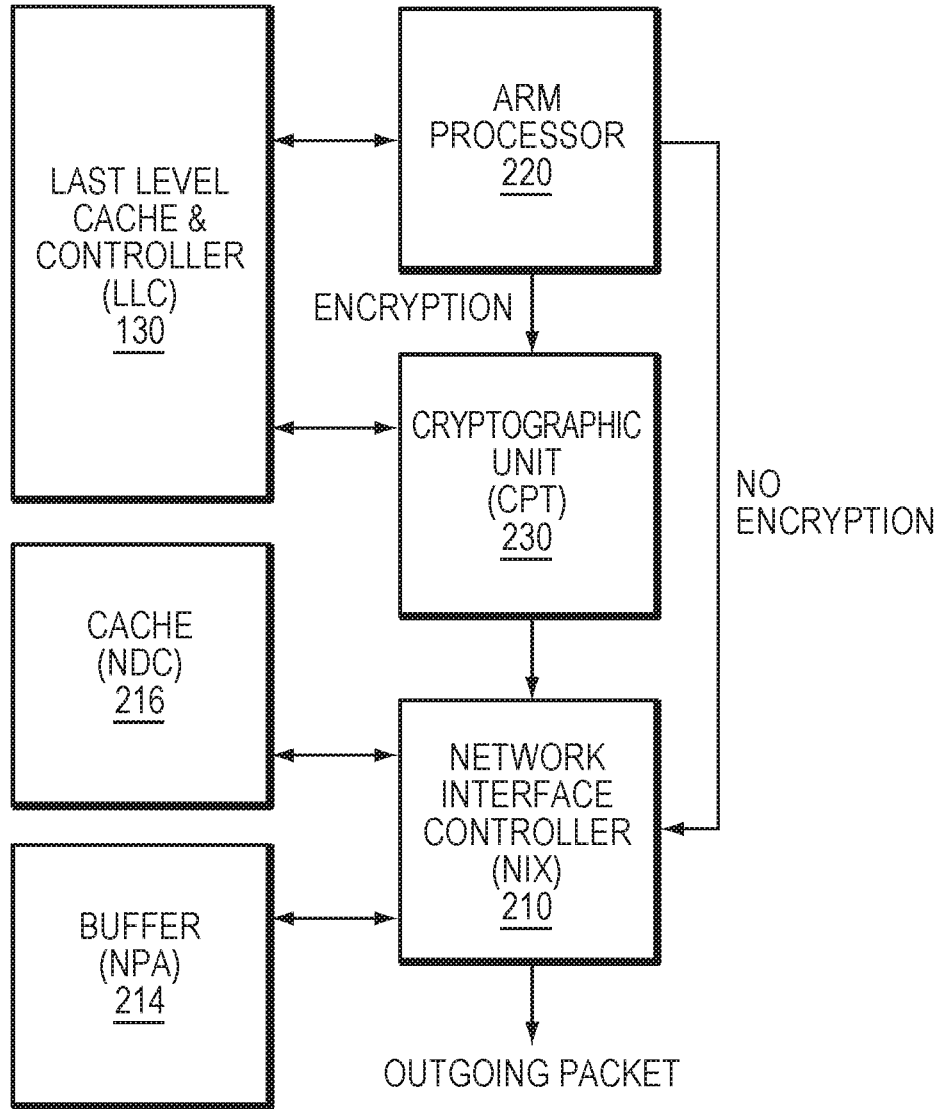 LAST LEVEL
CACHE &
CONTROLLER
(LLC)
130
ARM
PROCESSOR
220
ENCRYPTION
CRYPTOGRAPHIC
UNIT
(CPT)
230
NO
ENCRYPTION
CACHE
(NDC)
216
NETWORK
INTERFACE
CONTROLLER
(NIX)
210
BUFFER
(NPA)
214
OUTGOING PACKET